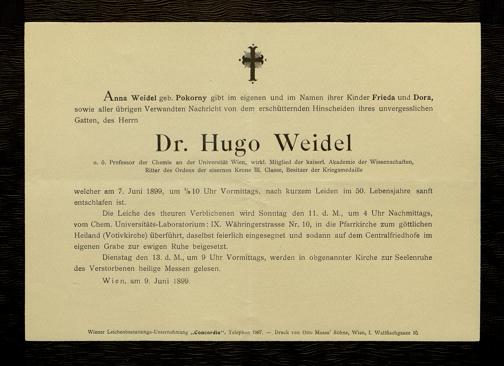 Anna Weidel geb. Pokorny gibt im eigenen und im Namen ihrer Kinder Frieda und Dora,
sowie aller übrigen Verwandten Nachricht von dem erschütternden Hinscheiden ihres unvergesslichen
Gatten, des Herrn
Dr. Hugo Weidel
o. ö. Professor der Chemie an der Universität Wien, wirkl. Mitglied der kaiserl. Akademie der Wissenschaften,
Ritter des Ordens der eisernen Krone III. Classe, Besitzer der Kriegsmedaille
welcher am 7. Juni 1899, um 1/2 10 Uhr Vormittags, nach kurzem Leiden im 50. Lebensjahre sanft
entschlafen ist.
Die Leiche des theuren Verblichenen wird Sonntag den 11. d. M., um 4 Uhr Nachmittags,
vom Chem. Universitäts-Laboratorium: IX. Währingerstrasse Nr. 10, in die Pfarrkirche zum göttlichen
Heiland (Votivkirche) überführt, daselbst feierlich eingesegnet und sodann auf dem Centralfriedhofe im
eigenen Grabe zur ewigen Ruhe beigesetzt.
Dienstag den 13. d. M., um 9 Uhr Vormittags, werden in obgenannter Kirche zur Seelenruhe
des Verstorbenen heilige Messen gelesen.
Wien, am 9. Juni 1899.
Wiener Leichenbestattungs-Unternehmung „Concordia“, Telephon 1967. — Druck von Otto Maass' Söhne, Wien, I. Wallfischgasse 10.